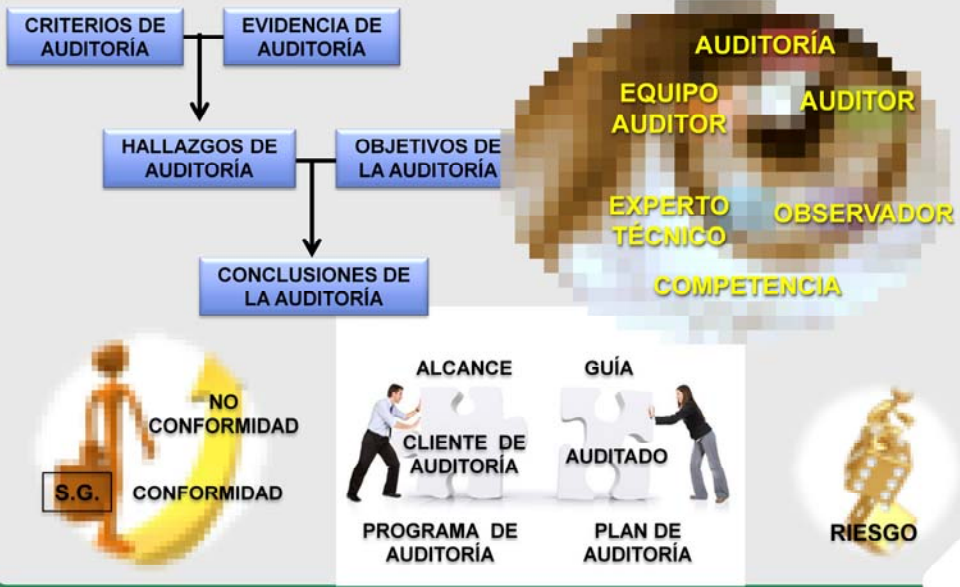 CRITERIOS DE
AUDITORÍA
EVIDENCIA DE
AUDITORÍA
HALLAZGOS DE
AUDITORÍA
OBJETIVOS DE
LA AUDITORÍA
CONCLUSIONES DE
LA AUDITORÍA
AUDITORÍA
EQUIPO
AUDITOR
AUDITOR
EXPERTO
TÉCNICO
OBSERVADOR
COMPETENCIA
NO
CONFORMIDAD
S.G.
CONFORMIDAD
ALCANCE
GUÍA
CLIENTE DE
AUDITORÍA
AUDITADO
PROGRAMA DE
AUDITORÍA
PLAN DE
AUDITORÍA
RIESGO